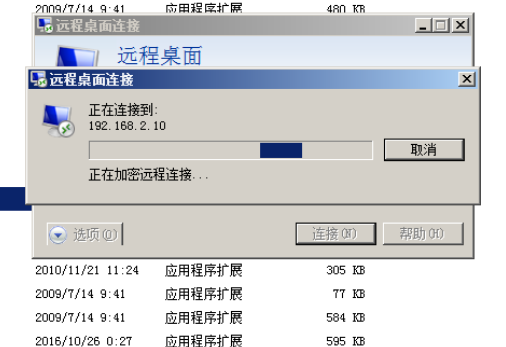 2009/7/14 9:41 应用程序扩展 480 KB
远程桌面连接
远程桌面
远程桌面连接
正在连接到:
192.168.2.10
取消
正在加密远程连接...
选项(O) 连接(N) 帮助(H)
2010/11/21 11:24 应用程序扩展 305 KB
2009/7/14 9:41 应用程序扩展 77 KB
2009/7/14 9:41 应用程序扩展 584 KB
2016/10/26 0:27 应用程序扩展 595 KB